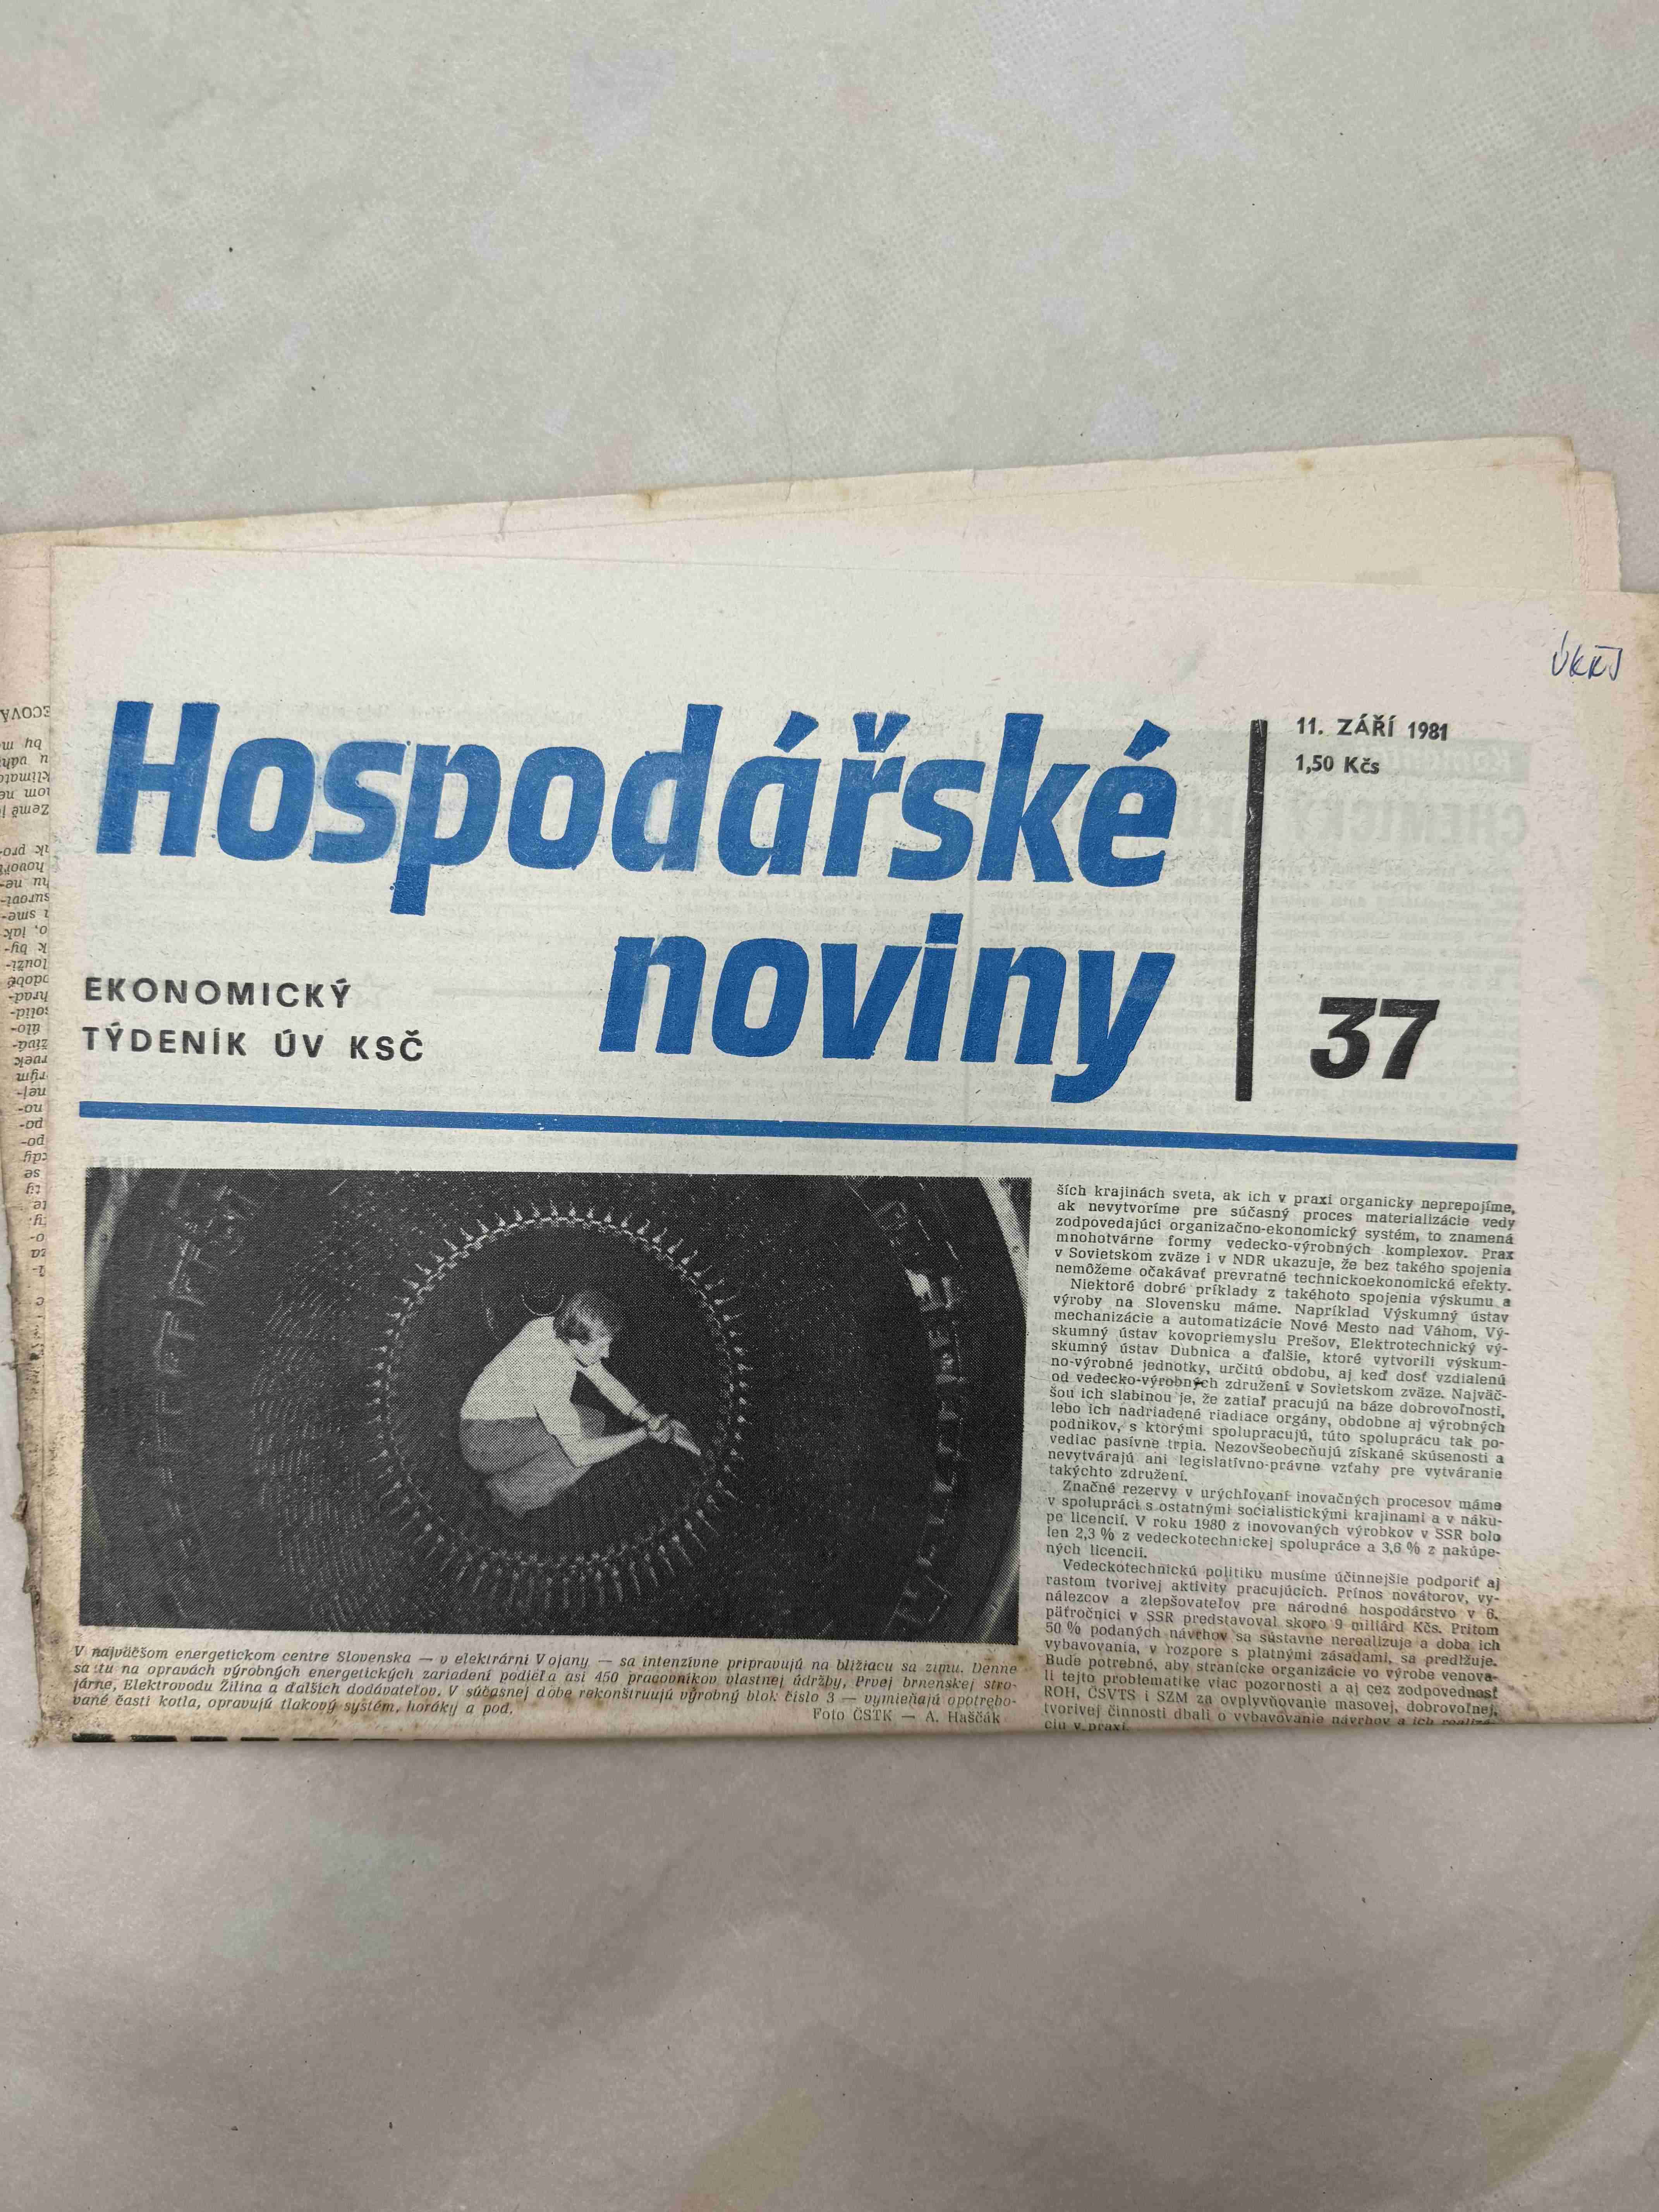 ÚKKJ
Hospodářské
noviny
EKONOMICKÝ
TÝDENÍK ÚV KSČ
11. ZÁŘÍ 1981
1,50 Kčs
37
V najväčšom energetickom centre Slovenska — v elektrárni Vojany — sa intenzívne pripravujú na bližiacu sa zimu. Denne
sa tu na opravách výrobných energetických zariadení podieľa asi 450 pracovníkov vlastnej údržby, Prvej brnenskej stro-
járne, Elektrovodu Žilina a ďalších dodávateľov. V súčasnej dobe rekonštruujú výrobný blok číslo 3 — vymieňajú opotrebo-
vané časti kotla, opravujú tlakový systém, horáky a pod.
Foto ČSTK — A. Haščák
ších krajinách sveta, ak ich v praxi organicky neprepojíme,
ak nevytvoríme pre súčasný proces materializácie vedy
zodpovedajúci organizačno-ekonomický systém, to znamená
mnohotvárne formy vedecko-výrobných komplexov. Prax
v Sovietskom zväze i v NDR ukazuje, že bez takého spojenia
nemôžeme očakávať prevratné technickoekonomické efekty.
Niektoré dobré príklady z takéhoto spojenia výskumu a
výroby na Slovensku máme. Napríklad Výskumný ústav
mechanizácie a automatizácie Nové Mesto nad Váhom, Vý-
skumný ústav kovopriemyslu Prešov, Elektrotechnický vý-
skumný ústav Dubnica a ďalšie, ktoré vytvorili výskum-
no-výrobné jednotky, určitú obdobu, aj keď dosť vzdialenú
od vedecko-výrobných združení v Sovietskom zväze. Najväč-
šou ich slabinou je, že zatiaľ pracujú na báze dobrovoľnosti,
lebo ich nadriadené riadiace orgány, obdobne aj výrobných
podnikov, s ktorými spolupracujú, túto spoluprácu tak po-
vediac pasívne trpia. Nezovšeobecňujú získané skúsenosti a
nevytvárajú ani legislatívno-právne vzťahy pre vytváranie
takýchto združení.
Značné rezervy v urýchľovaní inovačných procesov máme
v spolupráci s ostatnými socialistickými krajinami a v náku-
pe licencií. V roku 1980 z inovovaných výrobkov v SSR bolo
len 2,3 % z vedeckotechnickej spolupráce a 3,6 % z nakúpe-
ných licencií.
Vedeckotechnickú politiku musíme účinnejšie podporiť aj
rastom tvorivej aktivity pracujúcich. Prínos novátorov, vy-
nálezcov a zlepšovateľov pre národné hospodárstvo v 6.
päťročnici v SSR predstavoval skoro 9 miliárd Kčs. Pritom
50 % podaných návrhov sa sústavne nerealizuje a doba ich
vybavovania, v rozpore s platnými zásadami, sa predlžuje.
Bude potrebné, aby stranícke organizácie vo výrobe venova-
li tejto problematike viac pozornosti a aj cez zodpovednosť
ROH, ČSVTS i SZM za ovplyvňovanie masovej, dobrovoľnej,
tvorivej činnosti dbali o vybavovanie návrhov a ich realizá-
ciu v praxi.